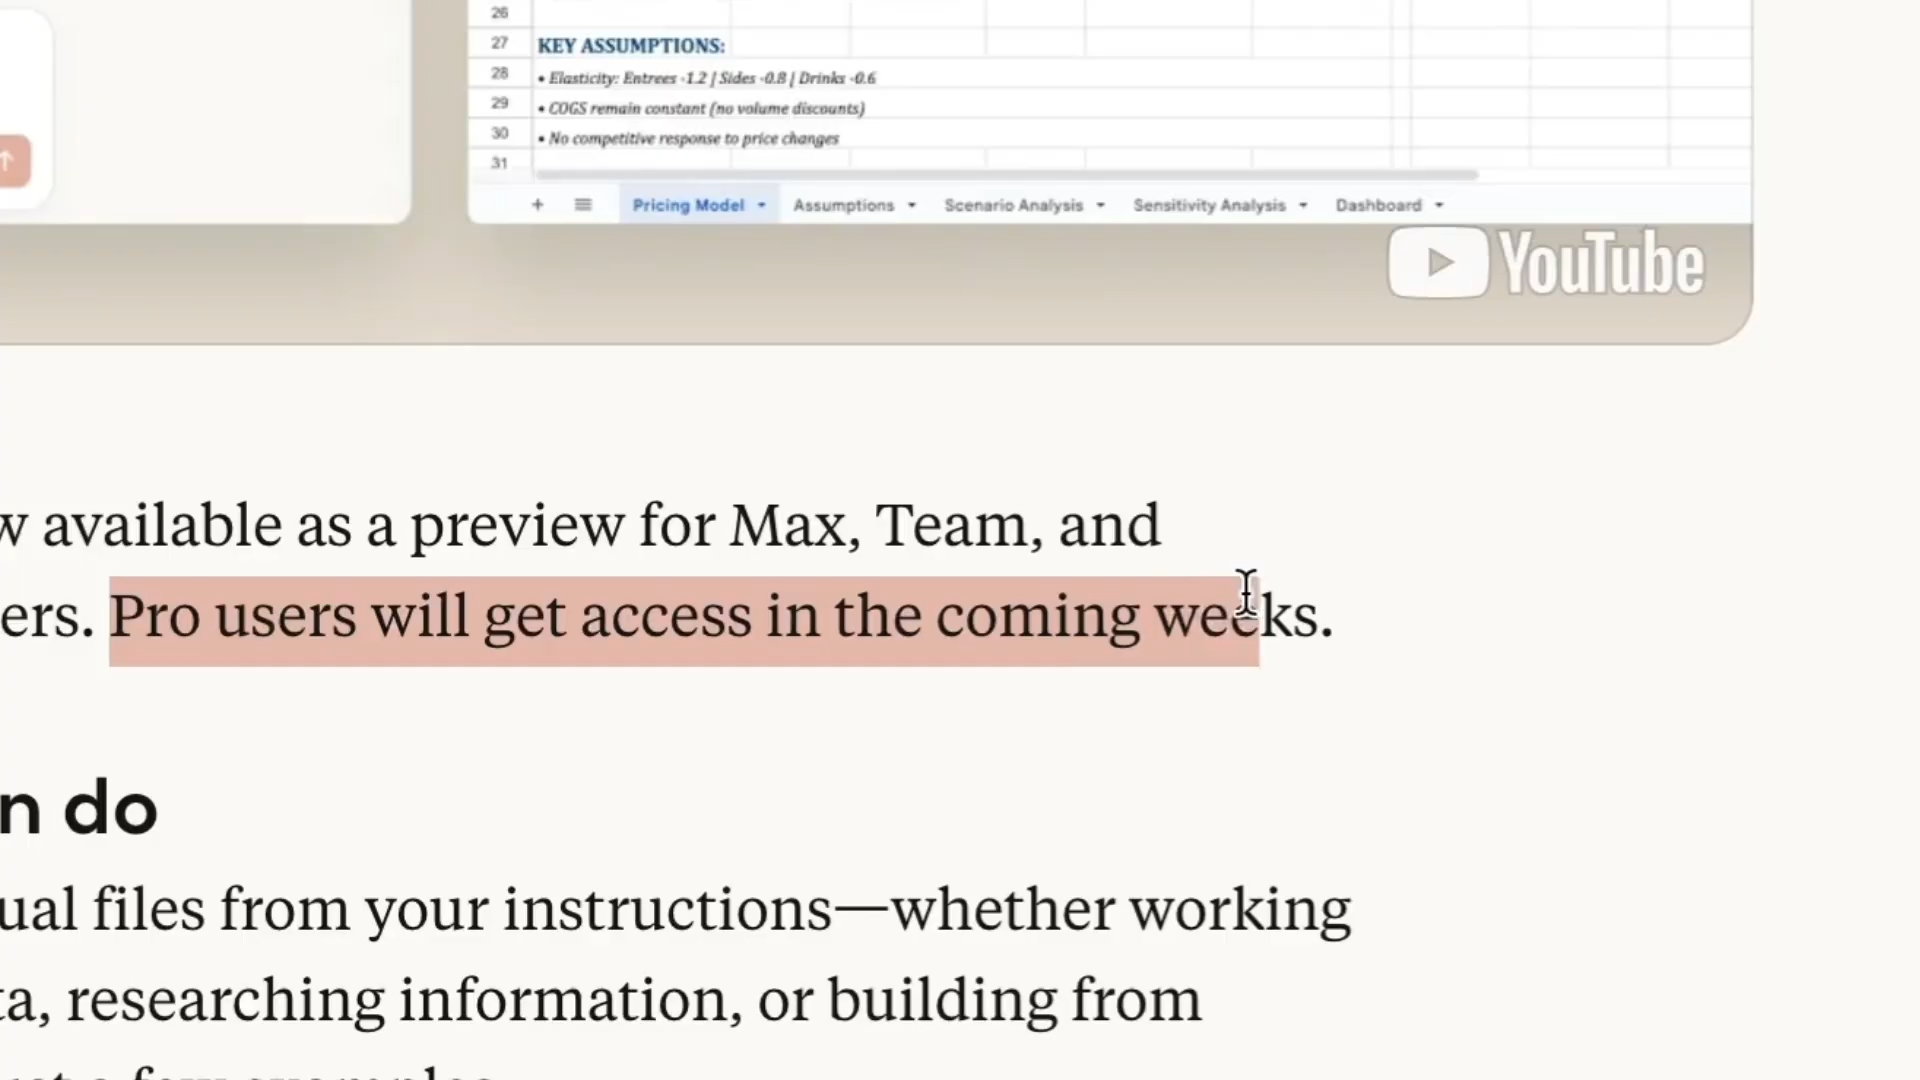 26
27 KEY ASSUMPTIONS:
28 • Elasticity: Entrees -1.2 | Sides -0.8 | Drinks -0.6
29 • COGS remain constant (no volume discounts)
30 • No competitive response to price changes
31
+ Pricing Model Assumptions Scenario Analysis Sensitivity Analysis Dashboard
YouTube
w available as a preview for Max, Team, and
ers. Pro users will get access in the coming weeks.
n do
ual files from your instructions—whether working
ta, researching information, or building from
a few examples